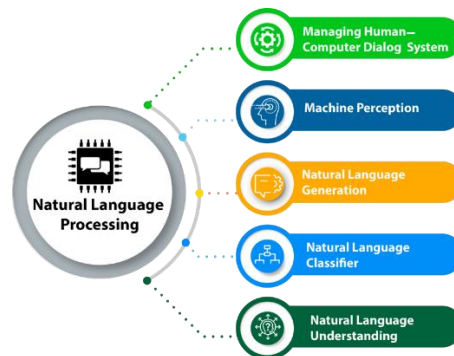 Managing Human—
Computer Dialog System
Machine Perception
Natural Language
Processing
Natural Language
Generation
Natural Language
Classifier
Natural Language
Understanding